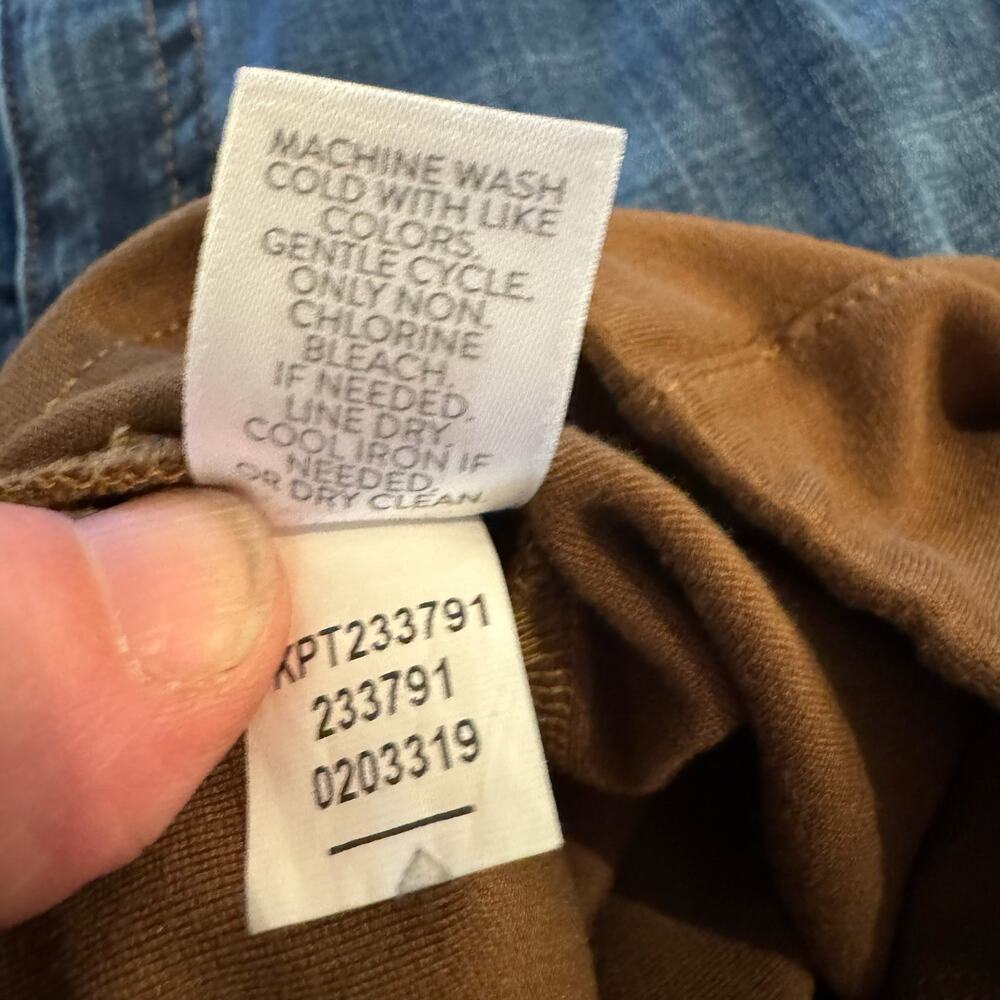 MACHINE WASH
COLD WITH LIKE
COLORS.
GENTLE CYCLE.
ONLY NON.
CHLORINE
BLEACH.
IF NEEDED.
LINE DRY.
COOL IRON, IF
NEEDED.
OR DRY CLEAN.
KPT233791
233791
0203319